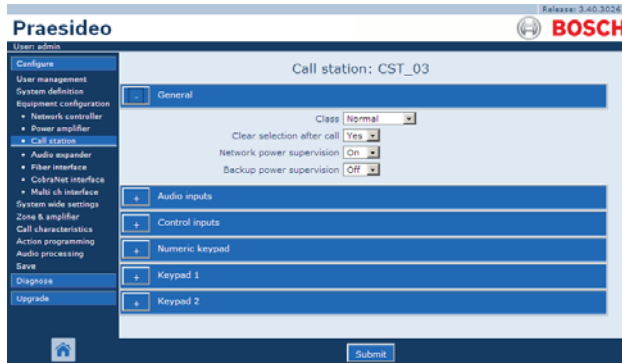 Release: 3.40.3026
Praesideo
BOSCH
User: admin
Configure
User management
System definition
Equipment configuration
• Network controller
• Power amplifier
• Call station
• Audio expander
• Fiber interface
• CobraNet interface
• Multi ch interface
System wide settings
Zone & amplifier
Call characteristics
Action programming
Audio processing
Save
Diagnose
Upgrade
Call station: CST_03
- General
Class Normal
Clear selection after call Yes
Network power supervision On
Backup power supervision Off
+ Audio inputs
+ Control inputs
+ Numeric keypad
+ Keypad 1
+ Keypad 2
Submit